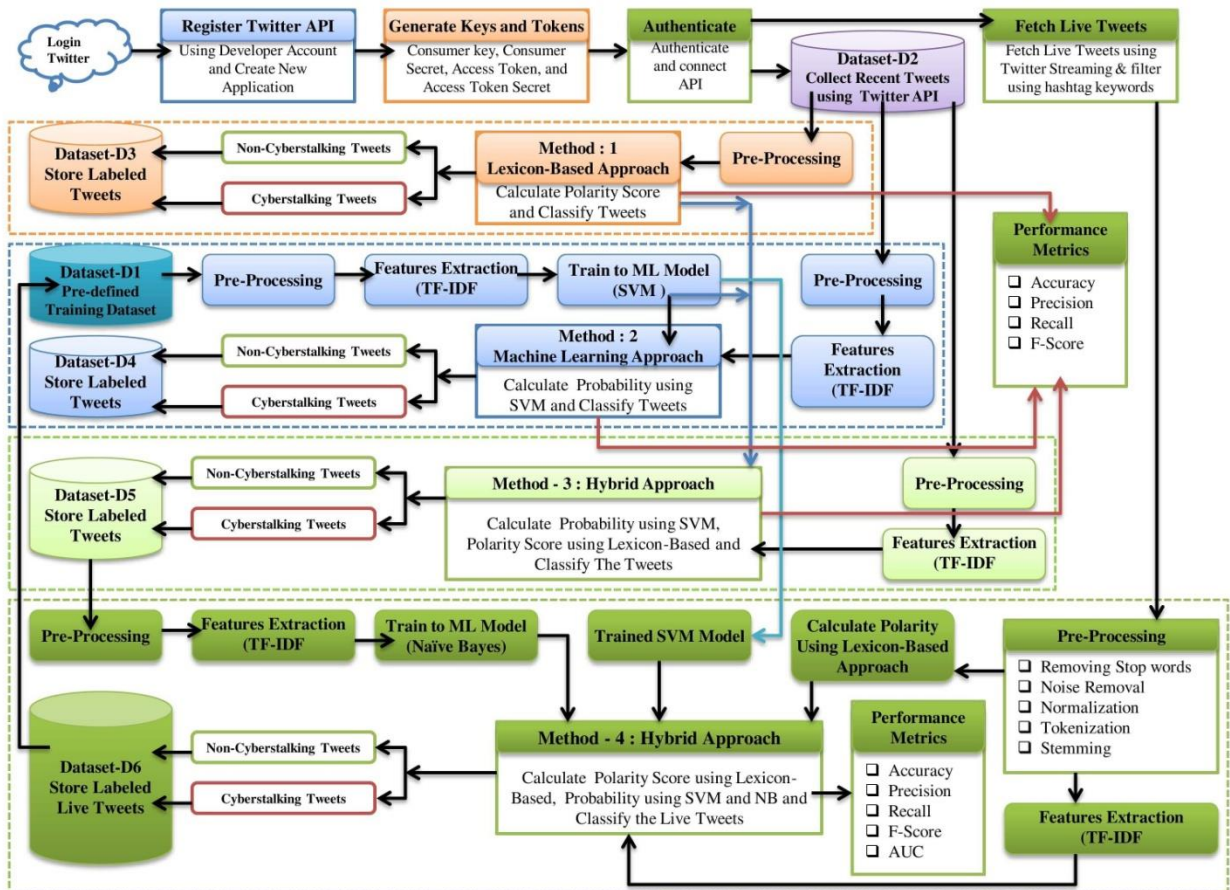 Login
Twitter
Register Twitter API
Using Developer Account
and Create New
Application
Generate Keys and Tokens
Consumer key, Consumer
Secret, Access Token, and
Access Token Secret
Authenticate
Authenticate
and connect
API
Dataset-D2
Collect Recent Tweets
using Twitter API
Fetch Live Tweets
Fetch Live Tweets using
Twitter Streaming & filter
using hashtag keywords
Dataset-D3
Store Labeled
Tweets
Non-Cyberstalking Tweets
Cyberstalking Tweets
Method : 1
Lexicon-Based Approach
Calculate Polarity Score
and Classify Tweets
Pre-Processing
Performance
Metrics
Accuracy
Precision
Recall
F-Score
Dataset-D1
Pre-defined
Training Dataset
Pre-Processing
Features Extraction
(TF-IDF)
Train to ML Model
(SVM )
Pre-Processing
Dataset-D4
Store Labeled
Tweets
Non-Cyberstalking Tweets
Cyberstalking Tweets
Method : 2
Machine Learning Approach
Calculate Probability using
SVM and Classify Tweets
Features
Extraction
(TF-IDF)
Dataset-D5
Store Labeled
Tweets
Non-Cyberstalking Tweets
Cyberstalking Tweets
Method - 3 : Hybrid Approach
Calculate Probability using SVM,
Polarity Score using Lexicon-Based and
Classify The Tweets
Pre-Processing
Features Extraction
(TF-IDF)
Pre-Processing
Features Extraction
(TF-IDF)
Train to ML Model
(Naïve Bayes)
Trained SVM Model
Calculate Polarity
Using Lexicon-Based
Approach
Pre-Processing
Removing Stop words
Noise Removal
Normalization
Tokenization
Stemming
Dataset-D6
Store Labeled
Live Tweets
Non-Cyberstalking Tweets
Cyberstalking Tweets
Method - 4 : Hybrid Approach
Calculate Polarity Score using Lexicon-
Based, Probability using SVM and NB and
Classify the Live Tweets
Performance
Metrics
Accuracy
Precision
Recall
F-Score
AUC
Features Extraction
(TF-IDF)